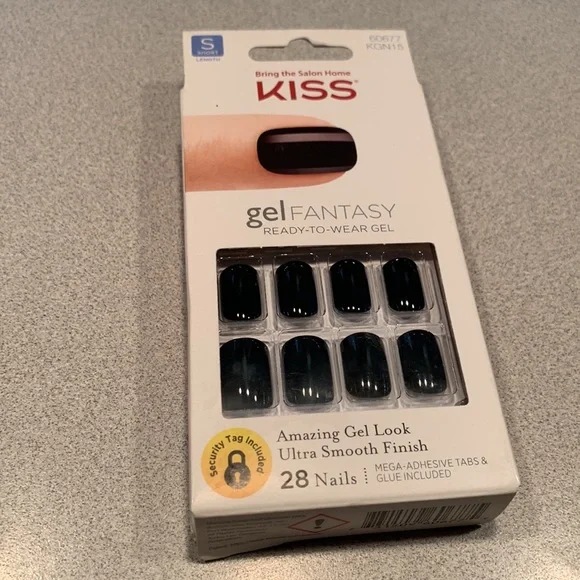 S
SHORT
LENGTH
60677
KGN15
Bring the Salon Home
KISS
gel FANTASY
READY-TO-WEAR GEL
Security Tag Included
Amazing Gel Look
Ultra Smooth Finish
28 Nails
MEGA-ADHESIVE TABS &
GLUE INCLUDED